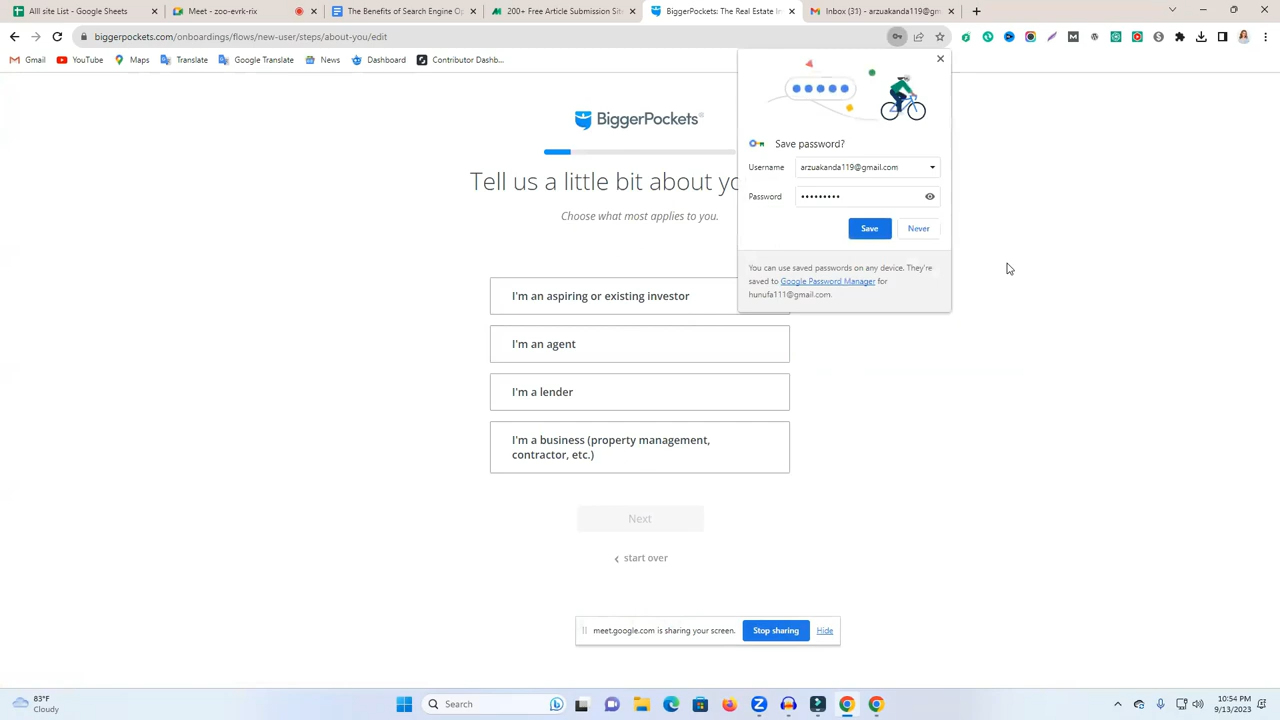 Alll site List - Google Sheets
Meet - zoo-evrk-rix
The Benefits of Search Engine Op
200+ Free Article Submission Site
BiggerPockets: The Real Estate In
Inbox (31) - arzuakanda119@gm
biggerpockets.com/onboardings/flows/new-user/steps/about-you/edit
Gmail
YouTube
Maps
Translate
Google Translate
News
Dashboard
Contributor Dashb...
BiggerPockets
Tell us a little bit about yo
Choose what most applies to you.
I'm an aspiring or existing investor
I'm an agent
I'm a lender
I'm a business (property management,
contractor, etc.)
Next
start over
Save password?
Username
arzuakanda119@gmail.com
Password
Save
Never
You can use saved passwords on any device. They're
saved to Google Password Manager for
hunufa111@gmail.com.
meet.google.com is sharing your screen.
Stop sharing
Hide
83°F
Cloudy
Search
10:54 PM
9/13/2023